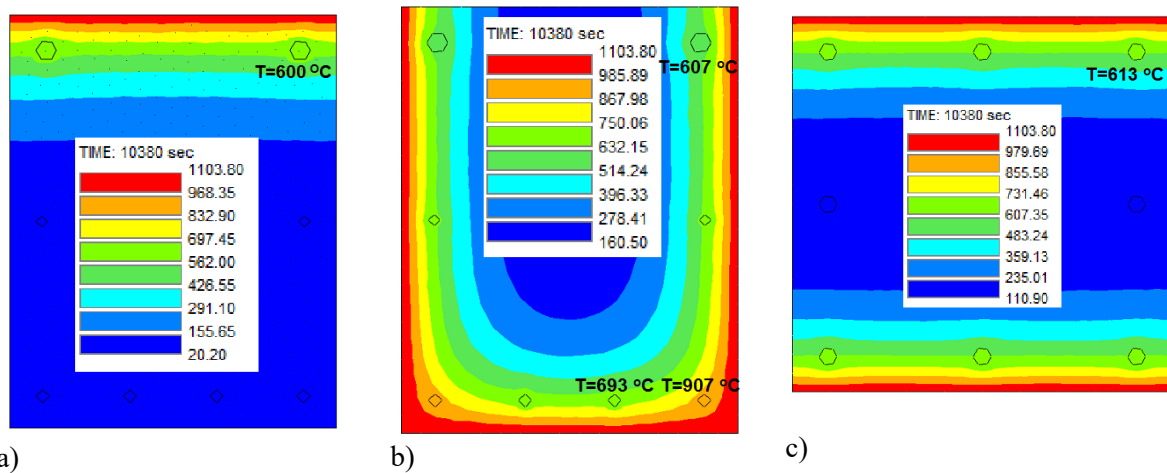 T=600 °C
TIME: 10380 sec
1103.80
968.35
832.90
697.45
562.00
426.55
291.10
155.65
20.20
a)
TIME: 10380 sec
1103.80
985.89
867.98
750.06
632.15
514.24
396.33
278.41
160.50
T=607 °C
T=693 °C T=907 °C
b)
T=613 °C
TIME: 10380 sec
1103.80
979.69
855.58
731.46
607.35
483.24
359.13
235.01
110.90
c)